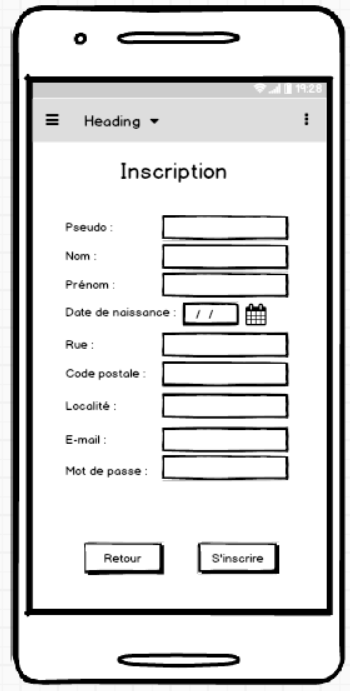 19:28
Heading
Inscription
Pseudo :
Nom :
Prénom :
Date de naissance : / /
Rue :
Code postale :
Localité :
E-mail :
Mot de passe :
Retour S'inscrire